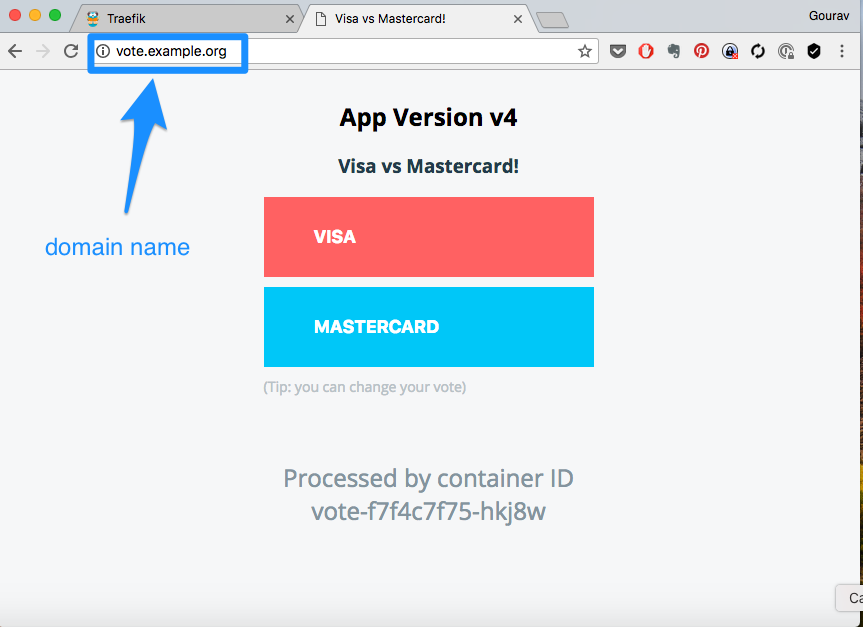 Traefik
Visa vs Mastercard!
Gourav
vote.example.org
App Version v4
Visa vs Mastercard!
domain name
VISA
MASTERCARD
(Tip: you can change your vote)
Processed by container ID
vote-f7f4c7f75-hkj8w
Ca